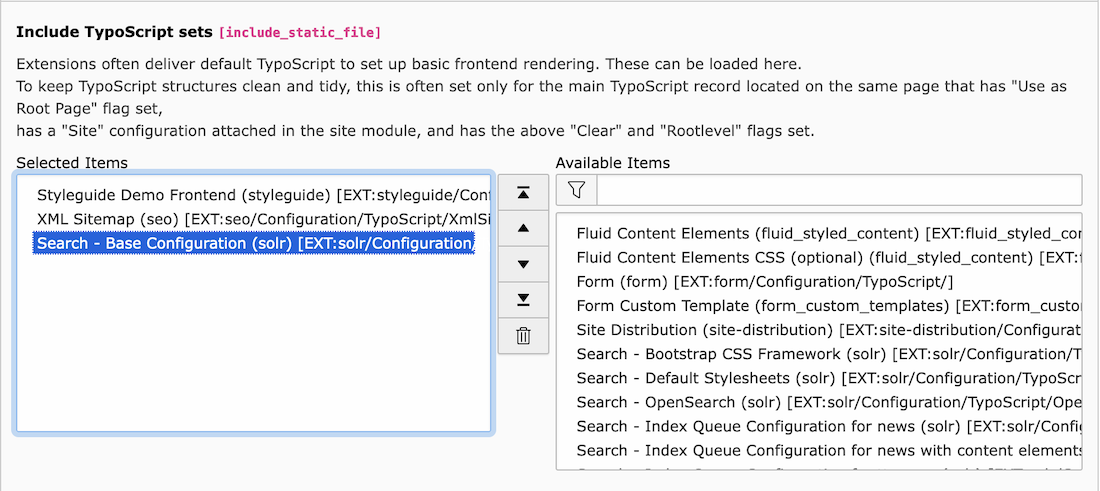 Include TypoScript sets [include_static_file]
Extensions often deliver default TypoScript to set up basic frontend rendering. These can be loaded here.
To keep TypoScript structures clean and tidy, this is often set only for the main TypoScript record located on the same page that has "Use as
Root Page" flag set,
has a "Site" configuration attached in the site module, and has the above "Clear" and "Rootlevel" flags set.
Selected Items
Styleguide Demo Frontend (styleguide) [EXT:styleguide/Conf
XML Sitemap (seo) [EXT:seo/Configuration/TypoScript/XmlSi
Search - Base Configuration (solr) [EXT:solr/Configuration/
Available Items
Fluid Content Elements (fluid_styled_content) [EXT:fluid_styled_cor
Fluid Content Elements CSS (optional) (fluid_styled_content) [EXT:f
Form (form) [EXT:form/Configuration/TypoScript/]
Form Custom Template (form_custom_templates) [EXT:form_custo
Site Distribution (site-distribution) [EXT:site-distribution/Configurat
Search - Bootstrap CSS Framework (solr) [EXT:solr/Configuration/T
Search - Default Stylesheets (solr) [EXT:solr/Configuration/TypoScr
Search - OpenSearch (solr) [EXT:solr/Configuration/TypoScript/Ope
Search - Index Queue Configuration for news (solr) [EXT:solr/Config
Search - Index Queue Configuration for news with content elements